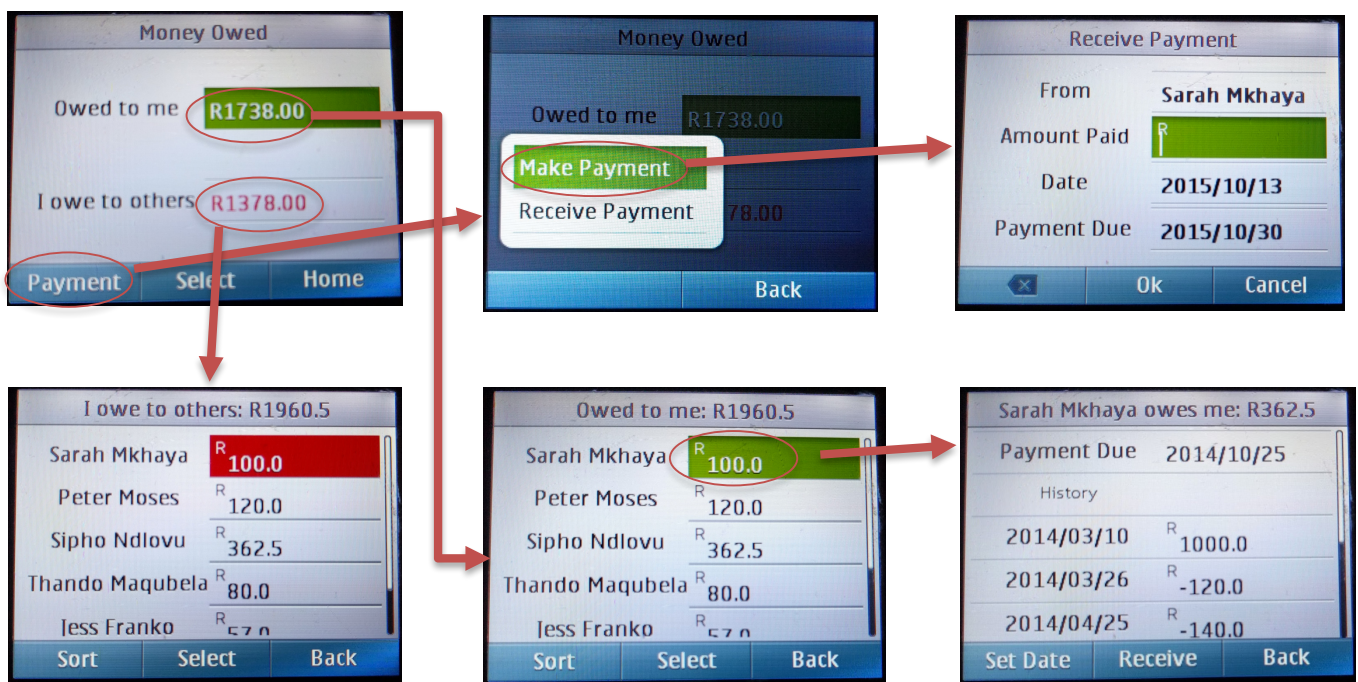 Money Owed
Owed to me R1738.00
I owe to others R1378.00
Payment Select Home
Money Owed
Owed to me R1738.00
Make Payment
Receive Payment 78.00
Back
Receive Payment
From Sarah Mkhaya
Amount Paid R
Date 2015/10/13
Payment Due 2015/10/30
Ok Cancel
I owe to others: R1960.5
Sarah Mkhaya R 100.0
Peter Moses R 120.0
Sipho Ndlovu R 362.5
Thando Maqubela R 80.0
Jess Franko R 57.0
Sort Select Back
Owed to me: R1960.5
Sarah Mkhaya R 100.0
Peter Moses R 120.0
Sipho Ndlovu R 362.5
Thando Maqubela R 80.0
Jess Franko R 57.0
Sort Select Back
Sarah Mkhaya owes me: R362.5
Payment Due 2014/10/25
History
2014/03/10 R 1000.0
2014/03/26 R -120.0
2014/04/25 R -140.0
Set Date Receive Back